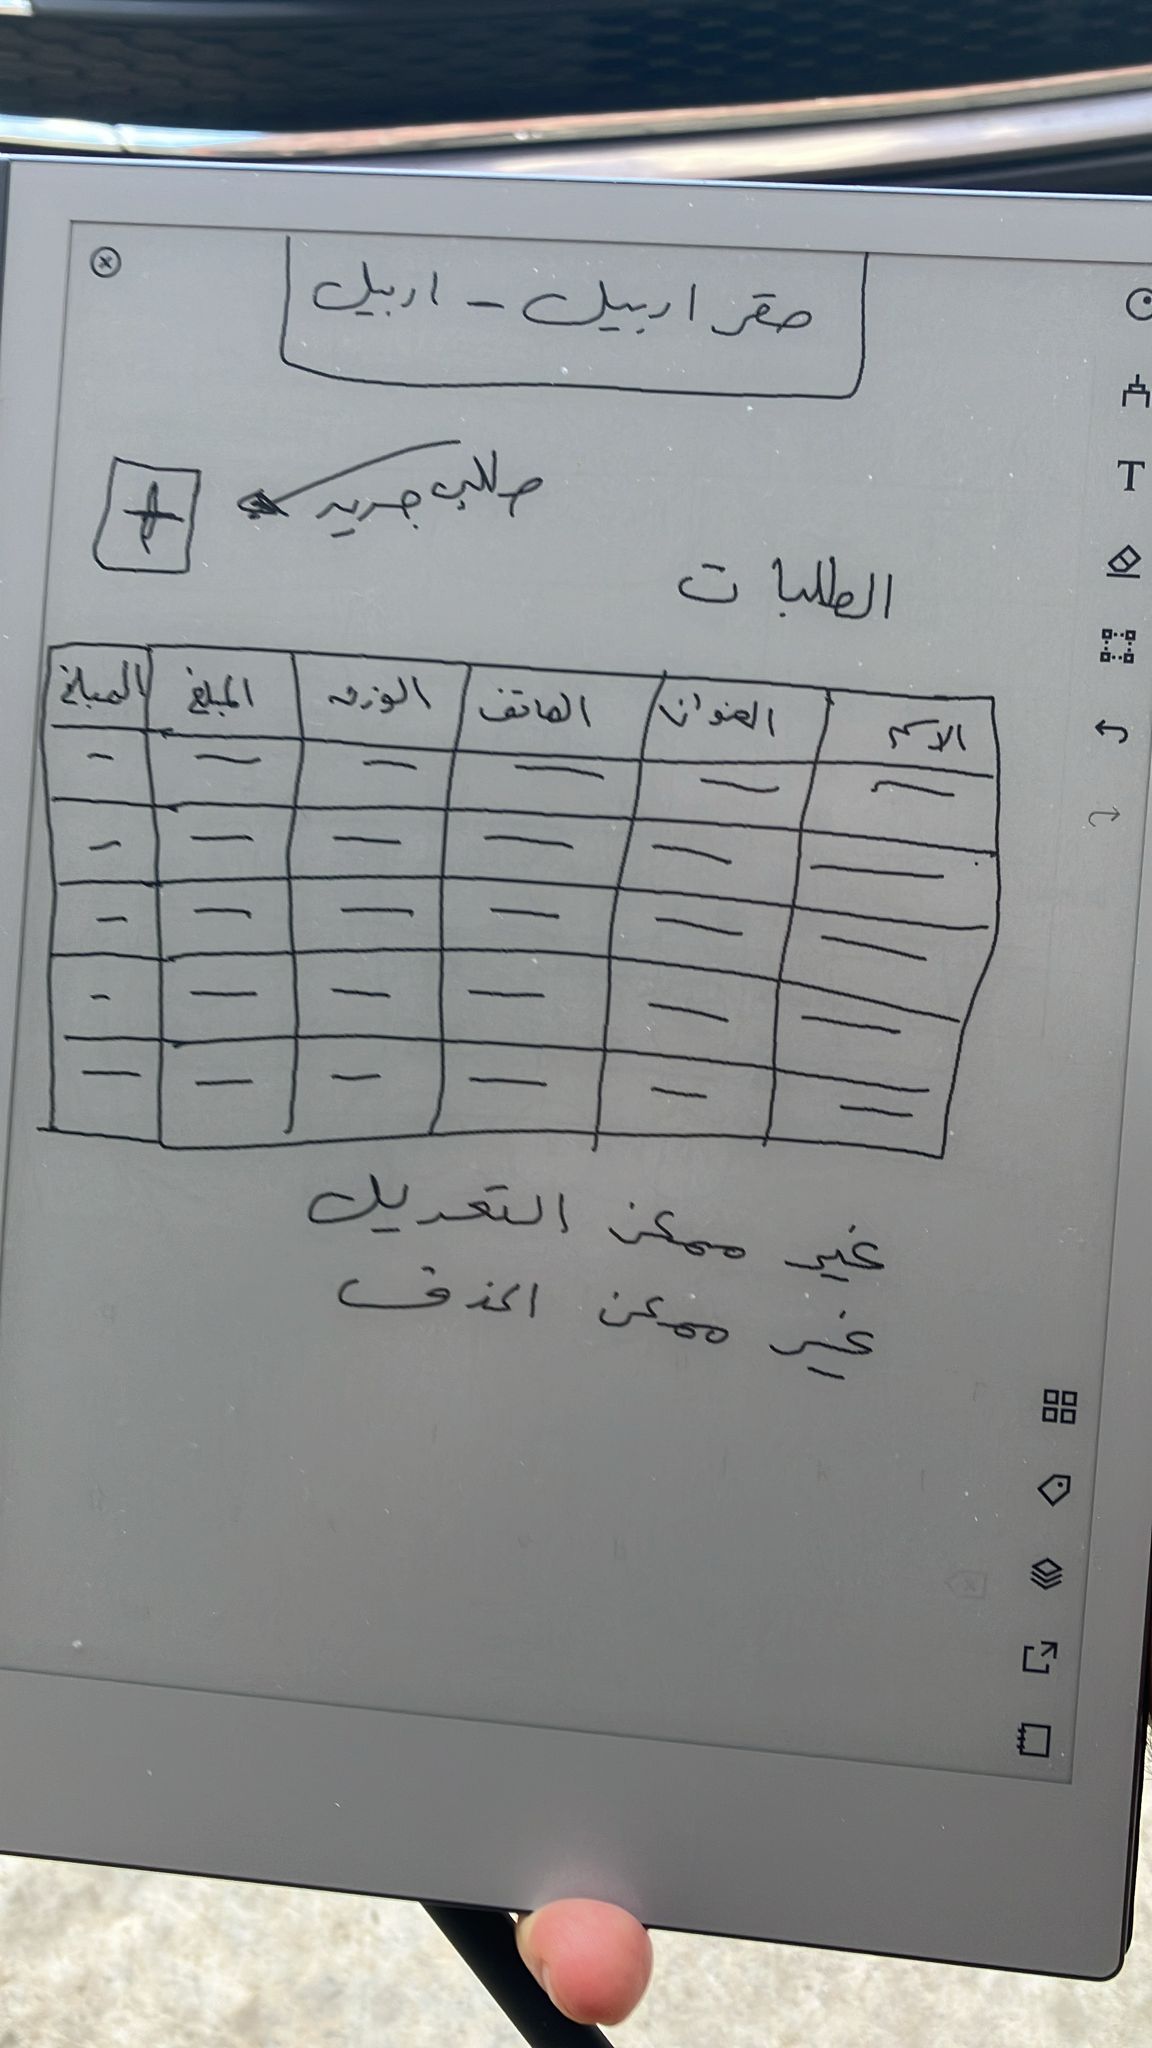 صقر اربيل - اربيل
طلب جديد
+
الطلبات
الاسم العنوان الهاتف الوزن المبلغ المبلغ
غير ممكن التعديل
غير ممكن الحذف
T